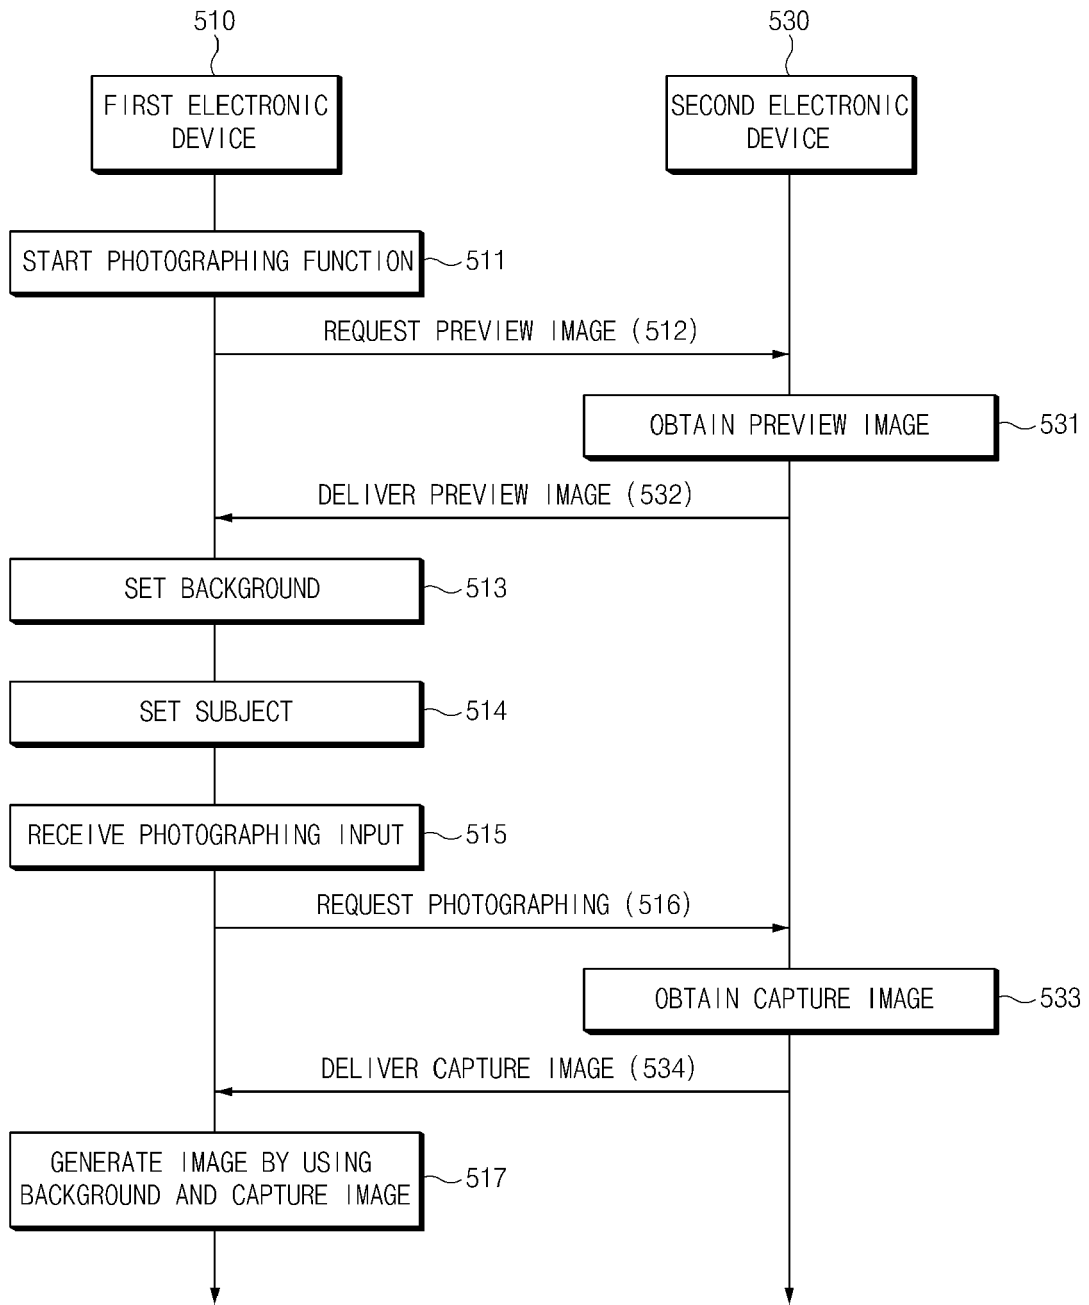 510
530
FIRST ELECTRONIC
DEVICE
SECOND ELECTRONIC
DEVICE
START PHOTOGRAPHING FUNCTION
511
REQUEST PREVIEW IMAGE (512)
OBTAIN PREVIEW IMAGE
531
DELIVER PREVIEW IMAGE (532)
SET BACKGROUND
513
SET SUBJECT
514
RECEIVE PHOTOGRAPHING INPUT
515
REQUEST PHOTOGRAPHING (516)
OBTAIN CAPTURE IMAGE
533
DELIVER CAPTURE IMAGE (534)
GENERATE IMAGE BY USING
BACKGROUND AND CAPTURE IMAGE
517